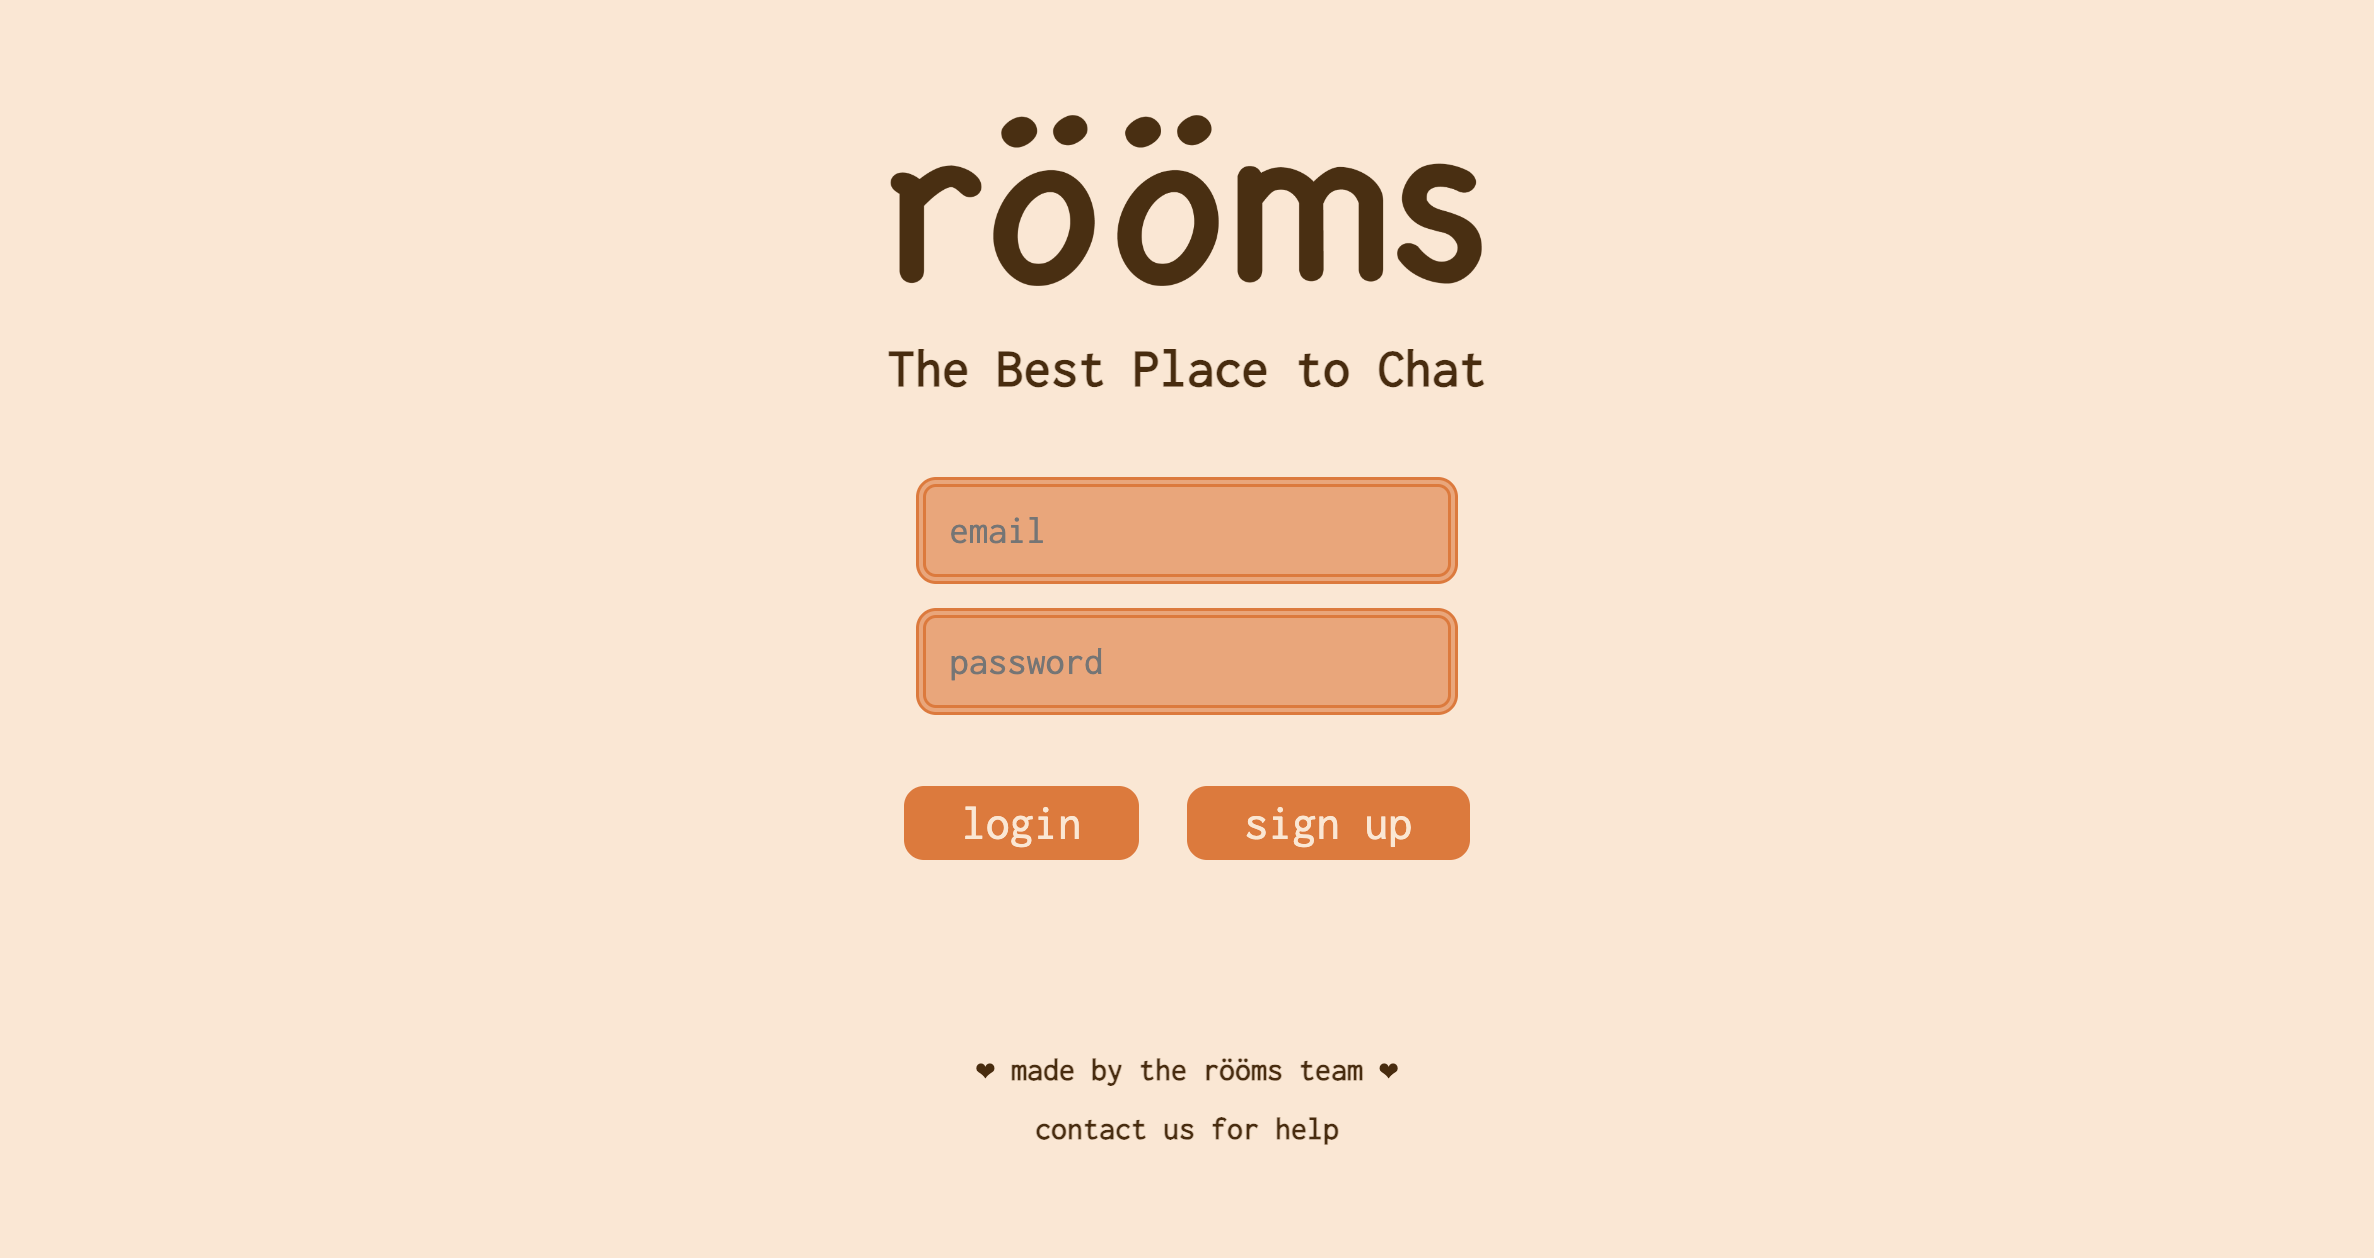 rööms
The Best Place to Chat
email
password
login
sign up
❤ made by the rööms team ❤
contact us for help